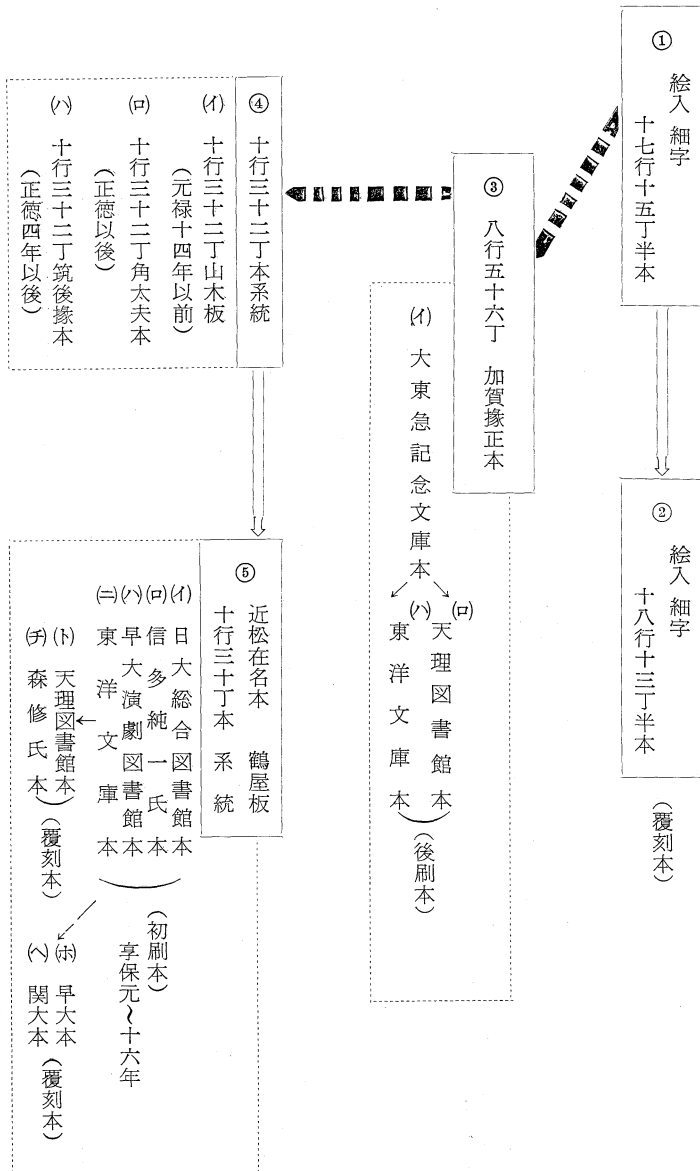 ①
絵入 細字
十七行十五丁半本
②
絵入 細字
十八行十三丁半本
(覆刻本)
③ 八行五十六丁 加賀掾正本
(イ) 大東急記念文庫本
(ロ) 天理図書館本
(ハ) 東洋文庫本
(後刷本)
④ 十行三十二丁本系統
(イ) 十行三十二丁山木板
(元禄十四年以前)
(ロ) 十行三十二丁角太夫本
(正徳以後)
(ハ) 十行三十二丁筑後掾本
(正徳四年以後)
⑤
近松在名本 鶴屋板
十行三十丁本 系統
(イ) 日大総合図書館本
(ロ) 信多純一氏本
(ハ) 早大演劇図書館本
(ニ) 東洋文庫本
(初刷本)
享保元~十六年
(ホ) 早大本
(ヘ) 関大本
(覆刻本)
(ト) 天理図書館本
(チ) 森修氏本
(覆刻本)